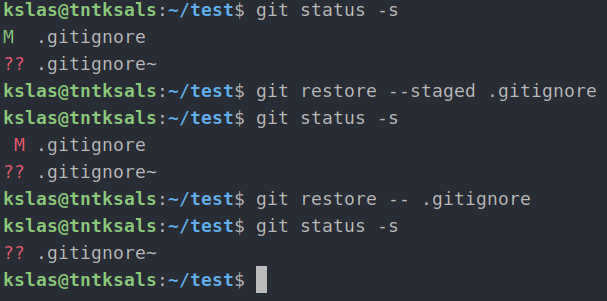 kslas@tntksals:~/test$ git status -s
M  .gitignore
?? .gitignore~
kslas@tntksals:~/test$ git restore --staged .gitignore
kslas@tntksals:~/test$ git status -s
 M .gitignore
?? .gitignore~
kslas@tntksals:~/test$ git restore -- .gitignore
kslas@tntksals:~/test$ git status -s
?? .gitignore~
kslas@tntksals:~/test$